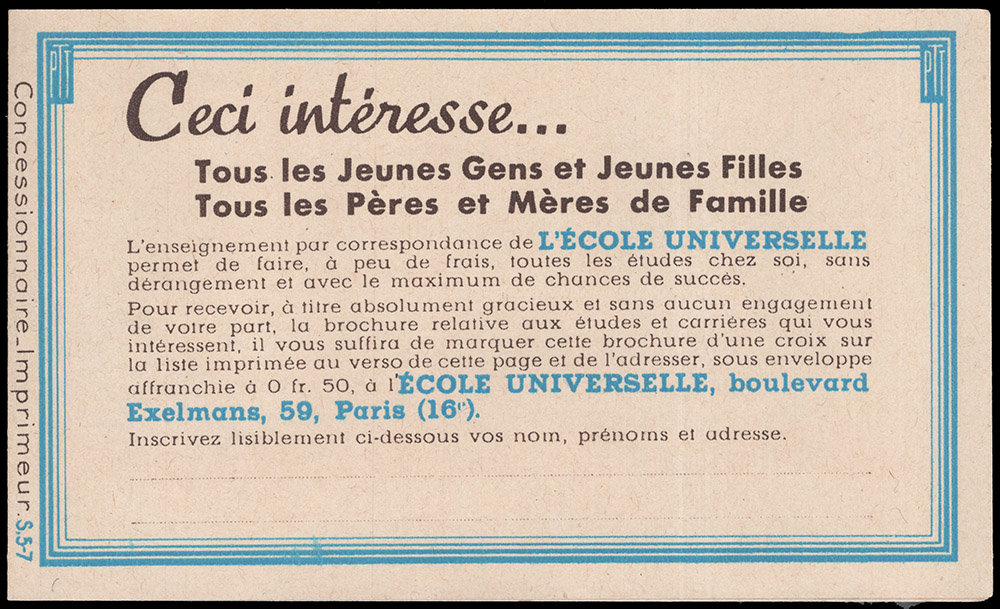 PTT
PTT
Ceci intéresse...
Tous les Jeunes Gens et Jeunes Filles
Tous les Pères et Mères de Famille
L'enseignement par correspondance de L'ÉCOLE UNIVERSELLE
permet de faire, à peu de frais, toutes les études chez soi, sans
dérangement et avec le maximum de chances de succès.
Pour recevoir, à titre absolument gracieux et sans aucun engagement
de votre part, la brochure relative aux études et carrières qui vous
intéressent, il vous suffira de marquer cette brochure d'une croix sur
la liste imprimée au verso de cette page et de l'adresser, sous enveloppe
affranchie à 0 fr. 50, à l'ÉCOLE UNIVERSELLE, boulevard
Exelmans, 59, Paris (16e).
Inscrivez lisiblement ci-dessous vos nom, prénoms et adresse.
Concessionnaire-Imprimeur S.5-7